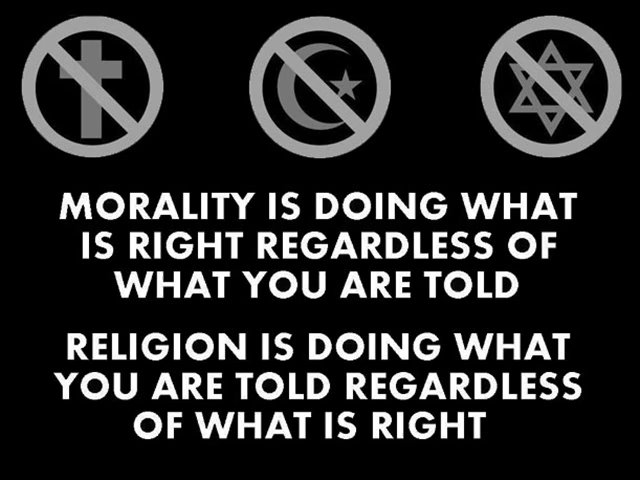 MORALITY IS DOING WHAT
IS RIGHT REGARDLESS OF
WHAT YOU ARE TOLD
RELIGION IS DOING WHAT
YOU ARE TOLD REGARDLESS
OF WHAT IS RIGHT